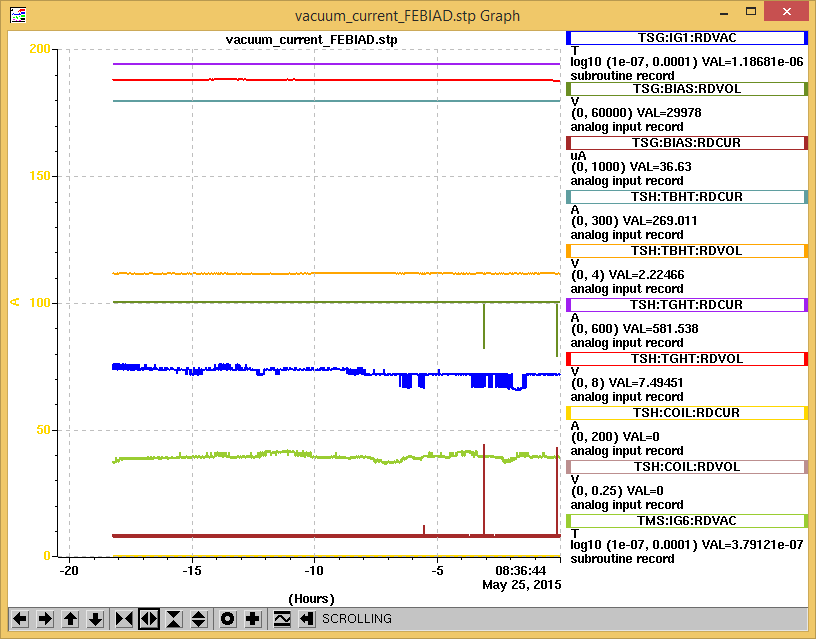 vacuum_current_FEBIAD.stp Graph
vacuum_current_FEBIAD.stp
200
150
100
50
0
A
-20
-15
-10
-5
08:36:44
May 25, 2015
(Hours)
TSG:IG1:RDVAC
T
log10 (1e-07, 0.0001) VAL=1.18681e-06
subroutine record
TSG:BIAS:RDVOL
V
(0, 60000) VAL=29978
analog input record
TSG:BIAS:RDCUR
uA
(0, 1000) VAL=36.63
analog input record
TSH:TBHT:RDCUR
A
(0, 300) VAL=269.011
analog input record
TSH:TBHT:RDVOL
V
(0, 4) VAL=2.22466
analog input record
TSH:TGHT:RDCUR
A
(0, 600) VAL=581.538
analog input record
TSH:TGHT:RDVOL
V
(0, 8) VAL=7.49451
analog input record
TSH:COIL:RDCUR
A
(0, 200) VAL=0
analog input record
TSH:COIL:RDVOL
V
(0, 0.25) VAL=0
analog input record
TMS:IG6:RDVAC
T
log10 (1e-07, 0.0001) VAL=3.79121e-07
subroutine record
SCROLLING